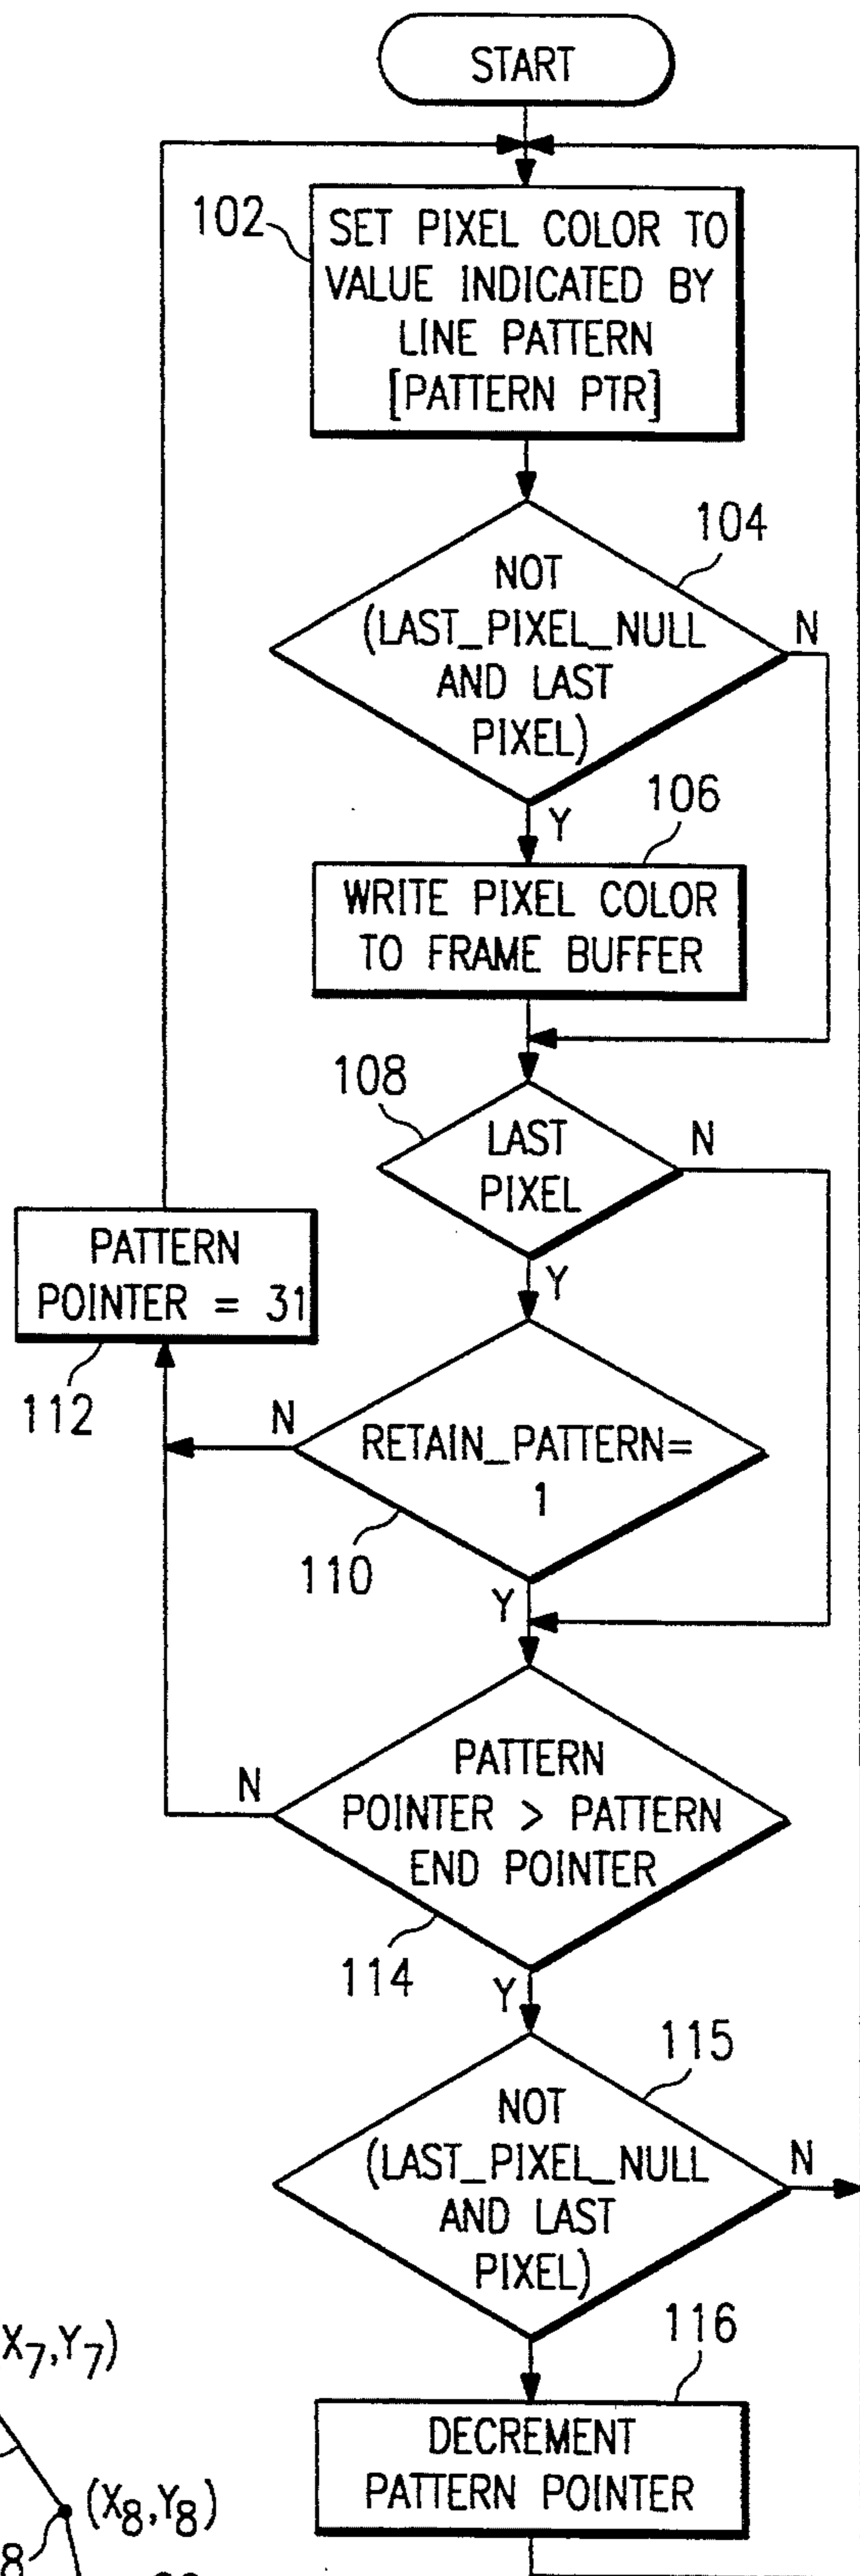 START
102
SET PIXEL COLOR TO
VALUE INDICATED BY
LINE PATTERN
[PATTERN PTR]
104
NOT
(LAST_PIXEL_NULL
AND LAST
PIXEL)
N
Y
106
WRITE PIXEL COLOR
TO FRAME BUFFER
108
LAST
PIXEL
N
Y
PATTERN
POINTER = 31
112
N
RETAIN_PATTERN=
1
110
Y
PATTERN
POINTER > PATTERN
END POINTER
N
114
Y
115
NOT
(LAST_PIXEL_NULL
AND LAST
PIXEL)
N
116
DECREMENT
PATTERN POINTER
X7,Y7)
(X8,Y8)
8